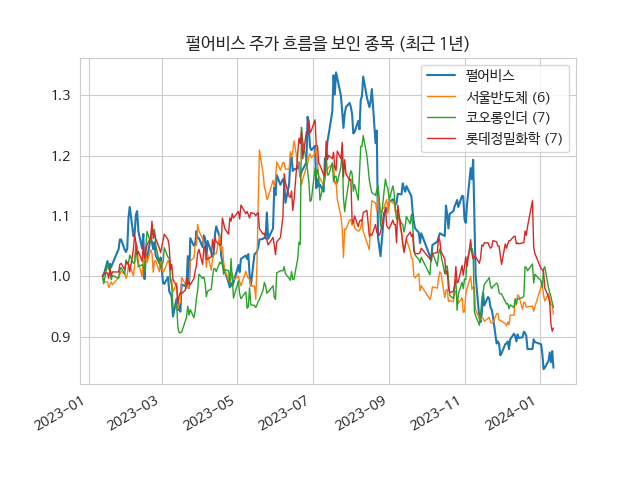 펄어비스 주가 흐름을 보인 종목 (최근 1년)
펄어비스
서울반도체 (6)
코오롱인더 (7)
롯데정밀화학 (7)
1.3
1.2
1.1
1.0
0.9
2023-01
2023-03
2023-05
2023-07
2023-09
2023-11
2024-01